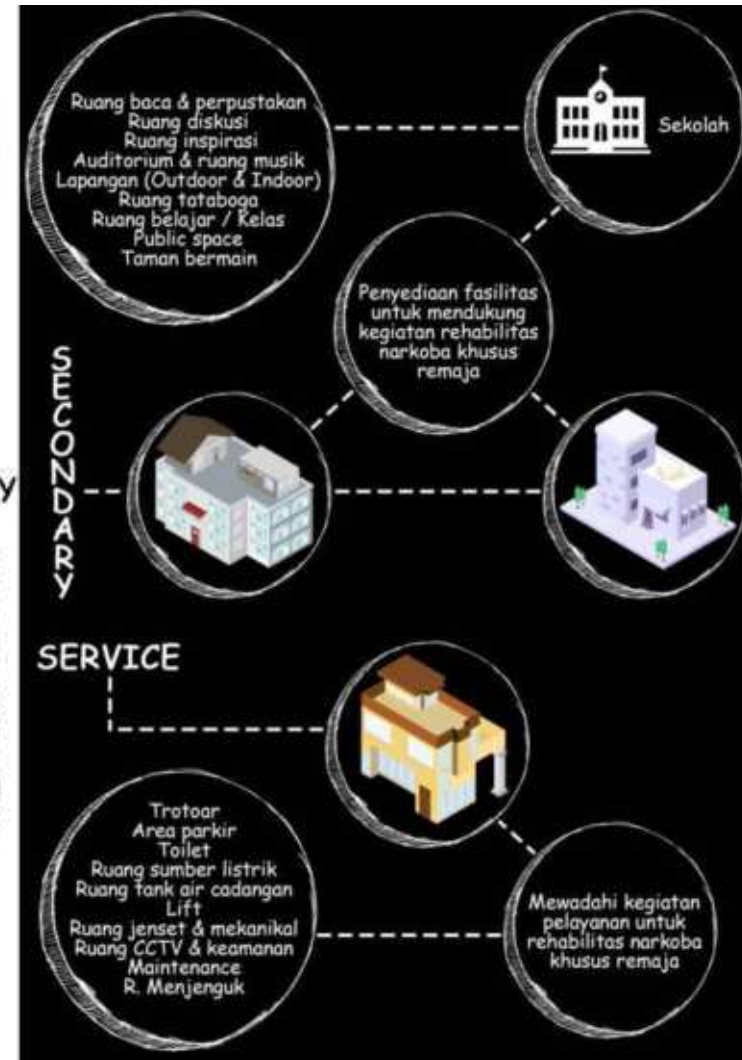 Ruang baca & perpustakan
Ruang diskusi
Ruang inspirasi
Auditorium & ruang musik
Lapangan (Outdoor & Indoor)
Ruang tataboga
Ruang belajar / Kelas
Public space
Taman bermain
Sekolah
Penyediaan fasilitas
untuk mendukung
kegiatan rehabilitas
narkoba khusus
remaja
SECONDARY
Y
SERVICE
Trotoar
Area parkir
Toilet
Ruang sumber listrik
Ruang tank air cadangan
Lift
Ruang jenset & mekanikal
Ruang CCTV & keamanan
Maintenance
R. Menjenguk
Mewadahi kegiatan
pelayanan untuk
rehabilitas narkoba
khusus remaja